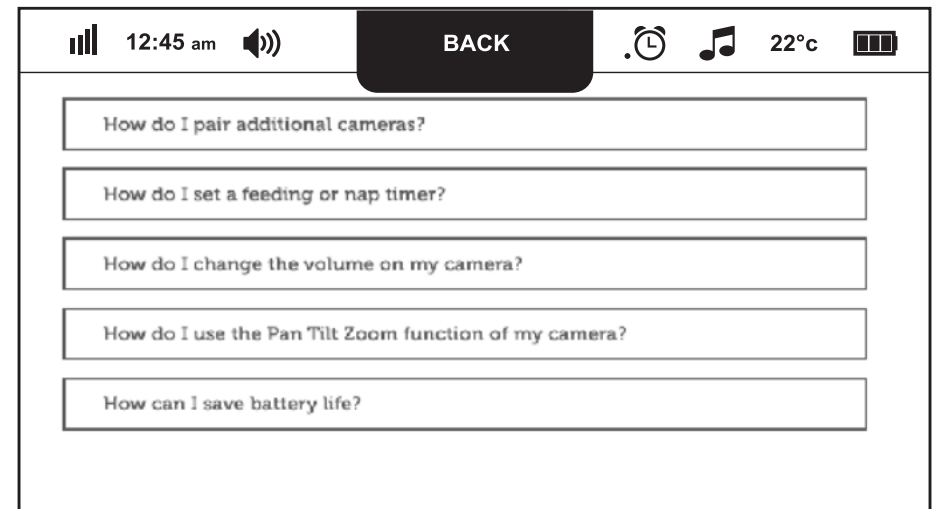 12:45 am BACK 22°c
How do I pair additional cameras?
How do I set a feeding or nap timer?
How do I change the volume on my camera?
How do I use the Pan Tilt Zoom function of my camera?
How can I save battery life?